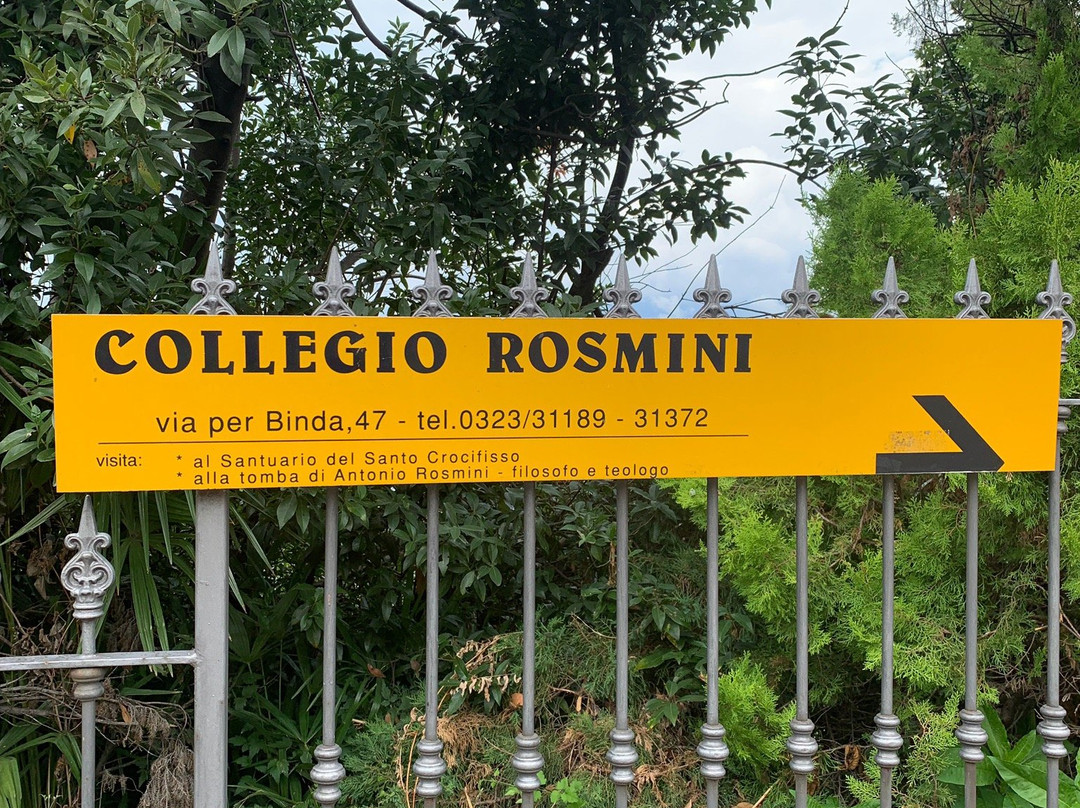 COLLEGIO ROSMINI
via per Binda,47 - tel.0323/31189 - 31372
visita: * al Santuario del Santo Crocifisso
* alla tomba di Antonio Rosmini - filosofo e teologo